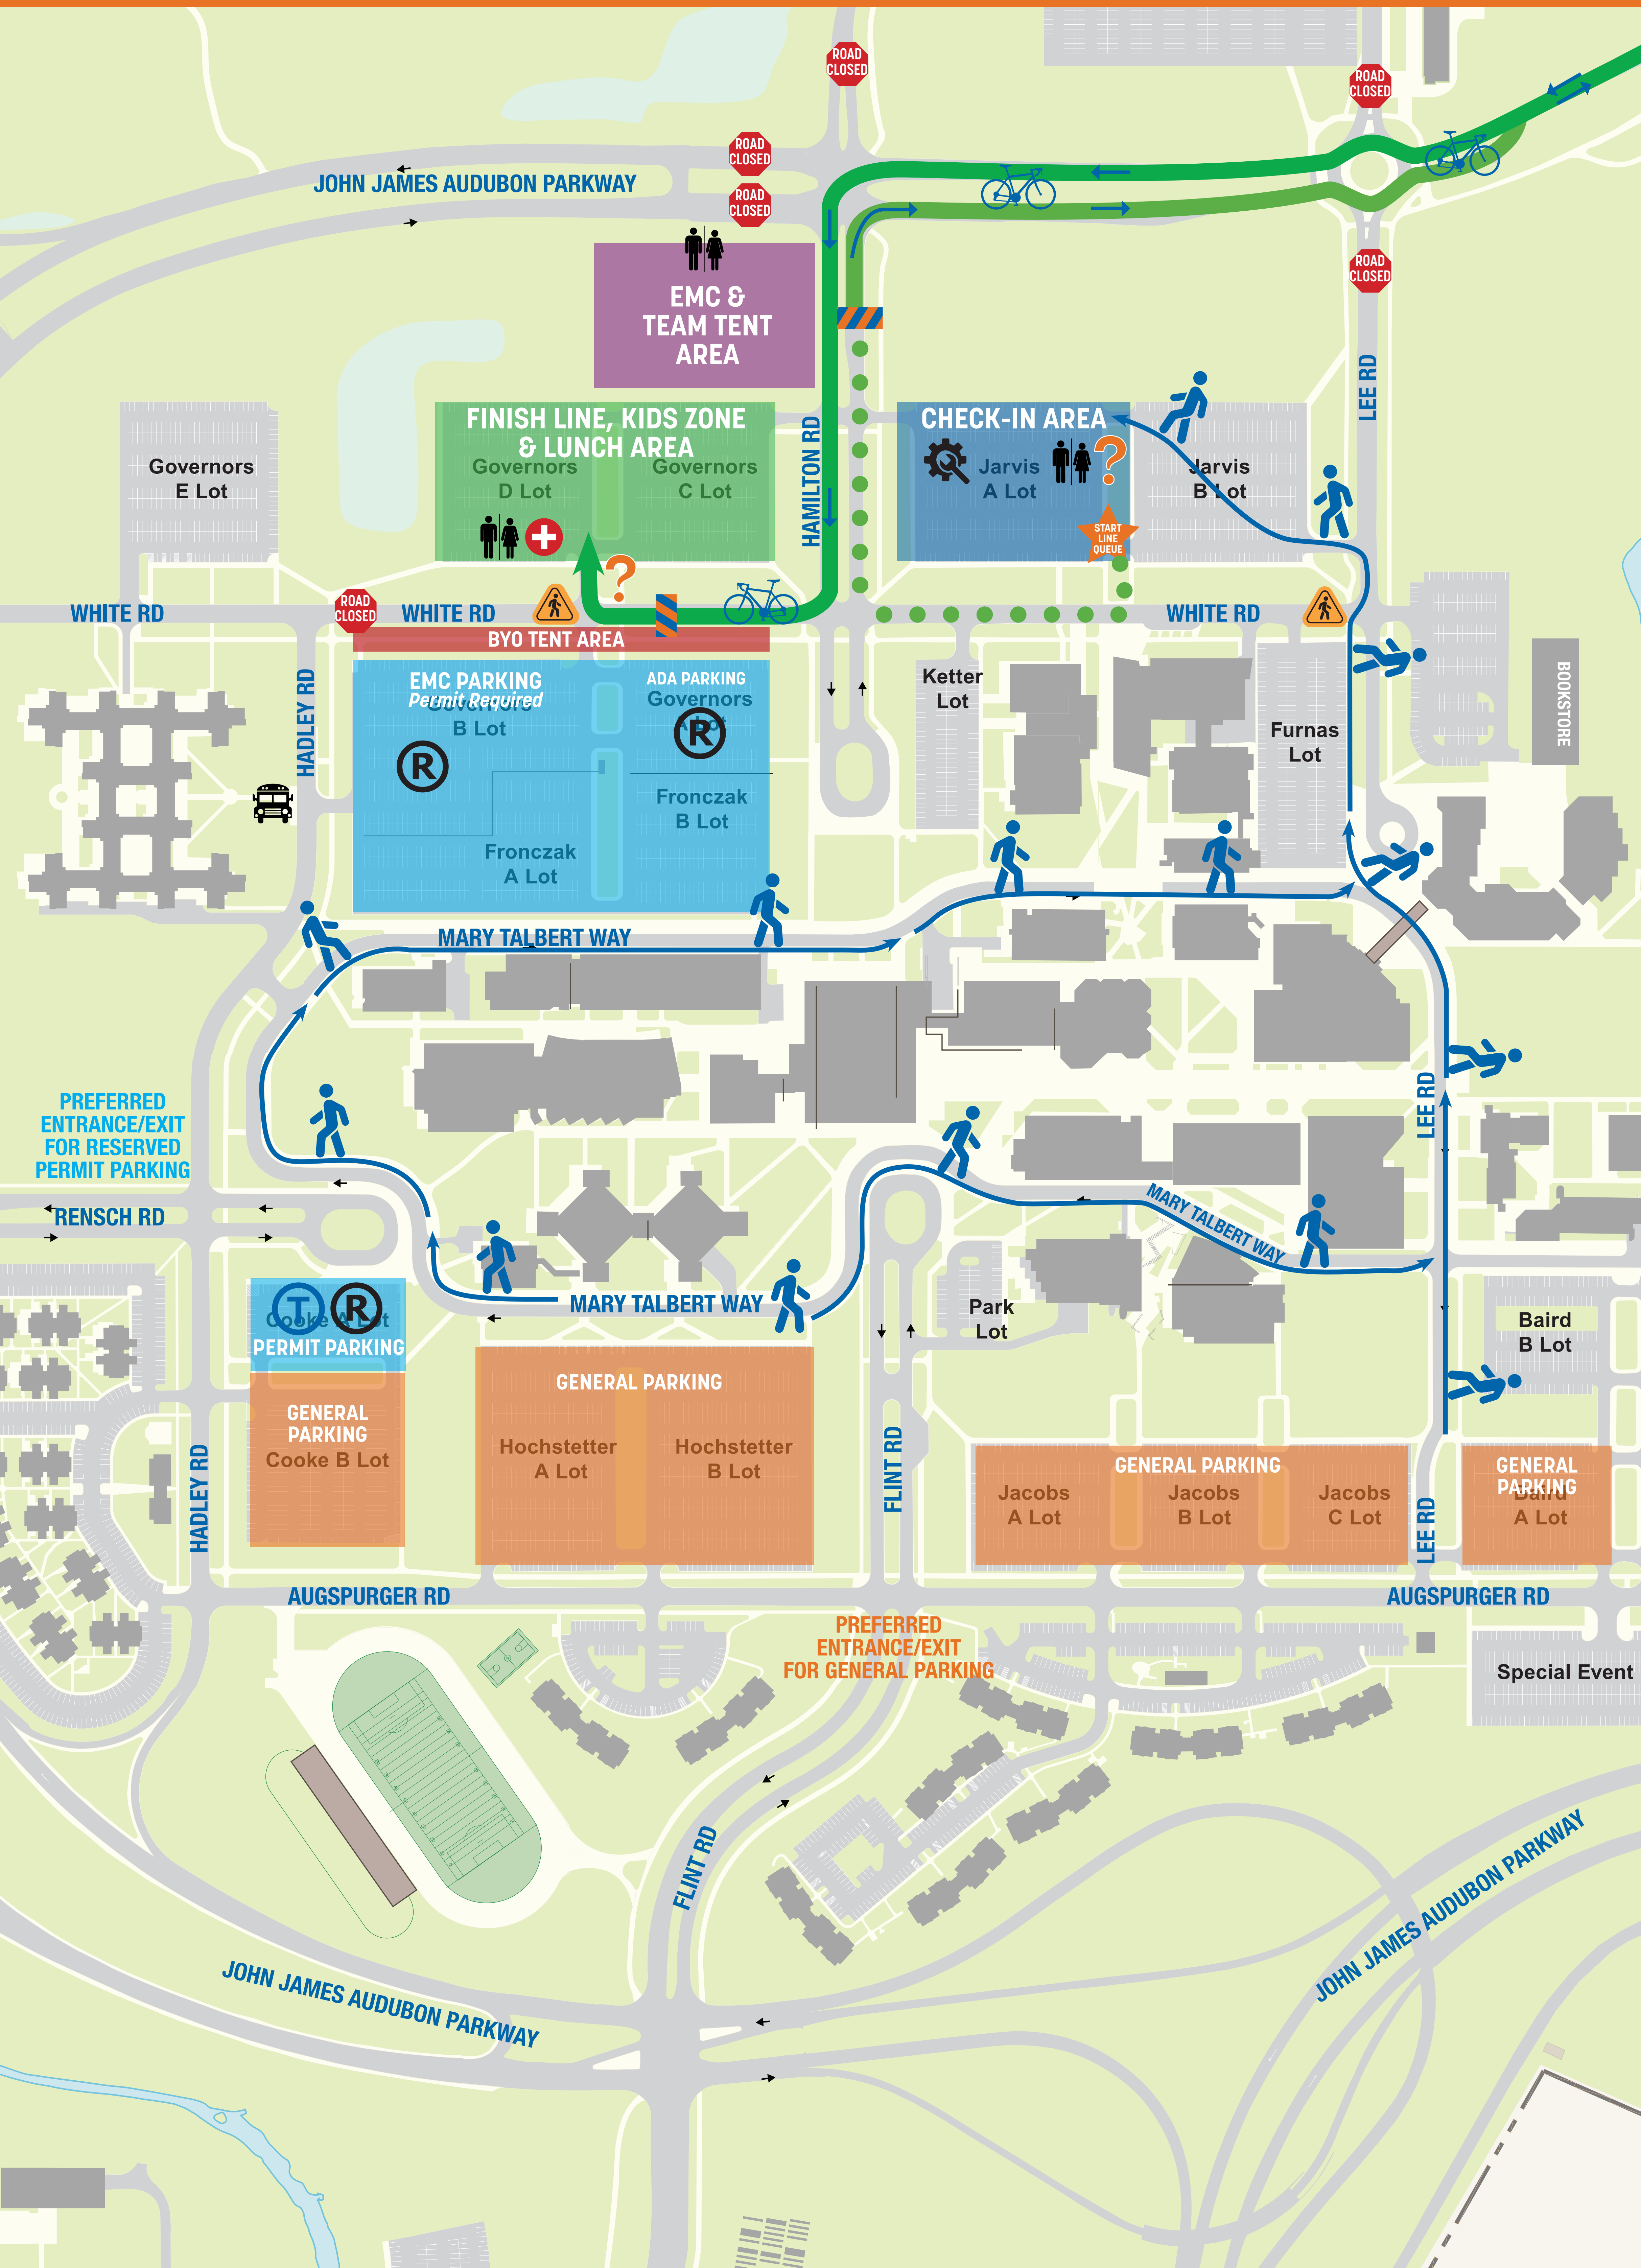 ROAD
CLOSED
ROAD
CLOSED
ROAD
CLOSED
ROAD
CLOSED
JOHN JAMES AUDUBON PARKWAY
ROAD
CLOSED
EMC &
TEAM TENT
AREA
LEE RD
FINISH LINE, KIDS ZONE
& LUNCH AREA
Governors
D Lot
Governors
C Lot
Governors
E Lot
HAMILTON RD
CHECK-IN AREA
Jarvis
A Lot
?
START
LINE
QUEUE
Jarvis
B Lot
?
WHITE RD
ROAD
CLOSED
WHITE RD
WHITE RD
BYO TENT AREA
EMC PARKING
Permit Required
Governors
B Lot
R
ADA PARKING
Governors
A Lot
R
HADLEY RD
Ketter
Lot
Furnas
Lot
BOOKSTORE
Fronczak
B Lot
Fronczak
A Lot
MARY TALBERT WAY
LEE RD
PREFERRED
ENTRANCE/EXIT
FOR RESERVED
PERMIT PARKING
RENSCH RD
MARY TALBERT WAY
MARY TALBERT WAY
T R
Cooke A Lot
PERMIT PARKING
Park
Lot
Baird
B Lot
GENERAL
PARKING
Cooke B Lot
GENERAL PARKING
Hochstetter
A Lot
Hochstetter
B Lot
HADLEY RD
FLINT RD
GENERAL PARKING
Jacobs
A Lot
Jacobs
B Lot
Jacobs
C Lot
LEE RD
GENERAL
PARKING
Baird
A Lot
AUGSPURGER RD
AUGSPURGER RD
PREFERRED
ENTRANCE/EXIT
FOR GENERAL PARKING
Special Event
FLINT RD
JOHN JAMES AUDUBON PARKWAY
JOHN JAMES AUDUBON PARKWAY